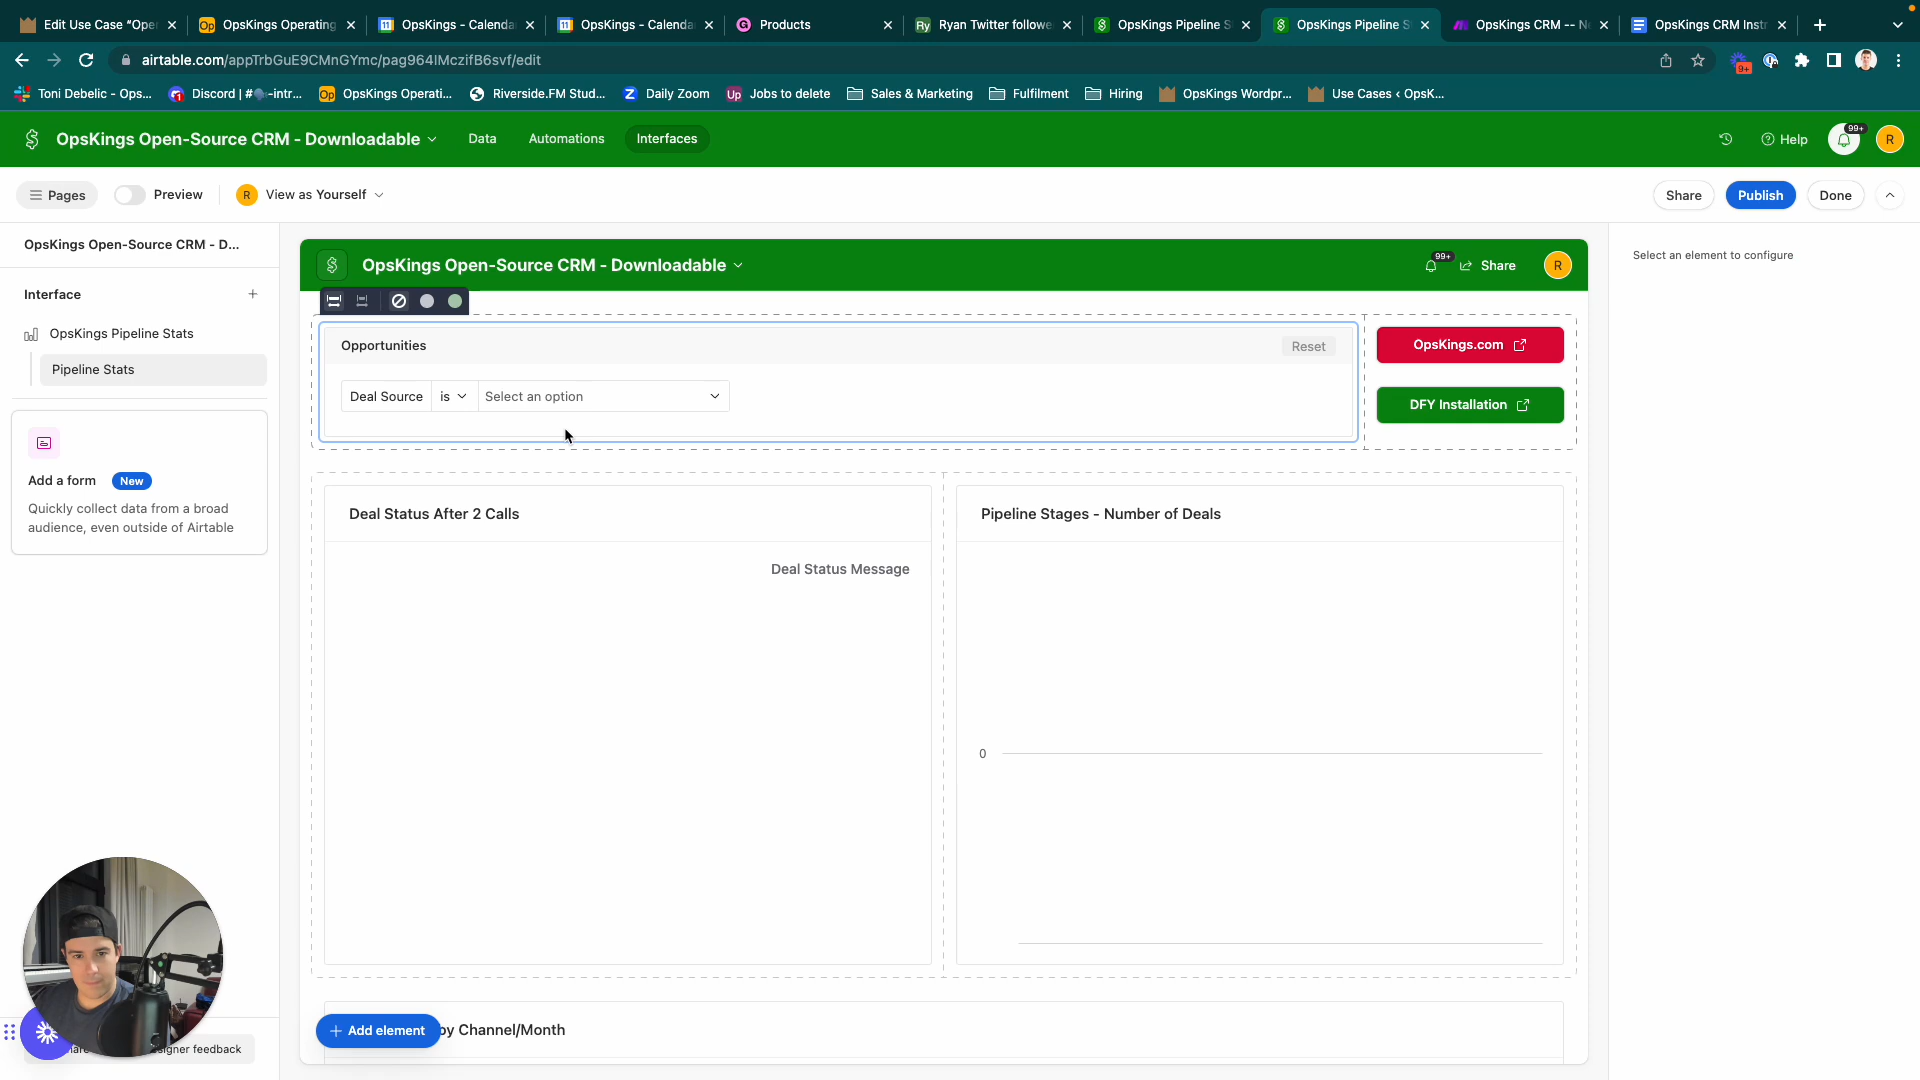 Edit Use Case “Ope
OpsKings Operating
OpsKings - Calenda
OpsKings - Calenda
Products
Ryan Twitter followe
OpsKings Pipeline S
OpsKings Pipeline S
OpsKings CRM -- N
OpsKings CRM Instr
airtable.com/appTrbGuE9CMnGYmc/pag964IMczifB6svf/edit
9+
Toni Debelic - Ops...
Discord | #🗣-intr...
OpsKings Operati...
Riverside.FM Stud...
Daily Zoom
Up Jobs to delete
Sales & Marketing
Fulfilment
Hiring
OpsKings Wordpr...
Use Cases ‹ OpsK...
OpsKings Open-Source CRM - Downloadable
Data
Automations
Interfaces
Help
99+
R
Pages
Preview
R
View as Yourself
Share
Publish
Done
OpsKings Open-Source CRM - D...
Interface
OpsKings Pipeline Stats
Pipeline Stats
Add a form New
Quickly collect data from a broad
audience, even outside of Airtable
OpsKings Open-Source CRM - Downloadable
99+
Share
R
Opportunities
Reset
Deal Source
is
Select an option
OpsKings.com
DFY Installation
Deal Status After 2 Calls
Deal Status Message
Pipeline Stages - Number of Deals
0
Add element
by Channel/Month
Select an element to configure
feedback